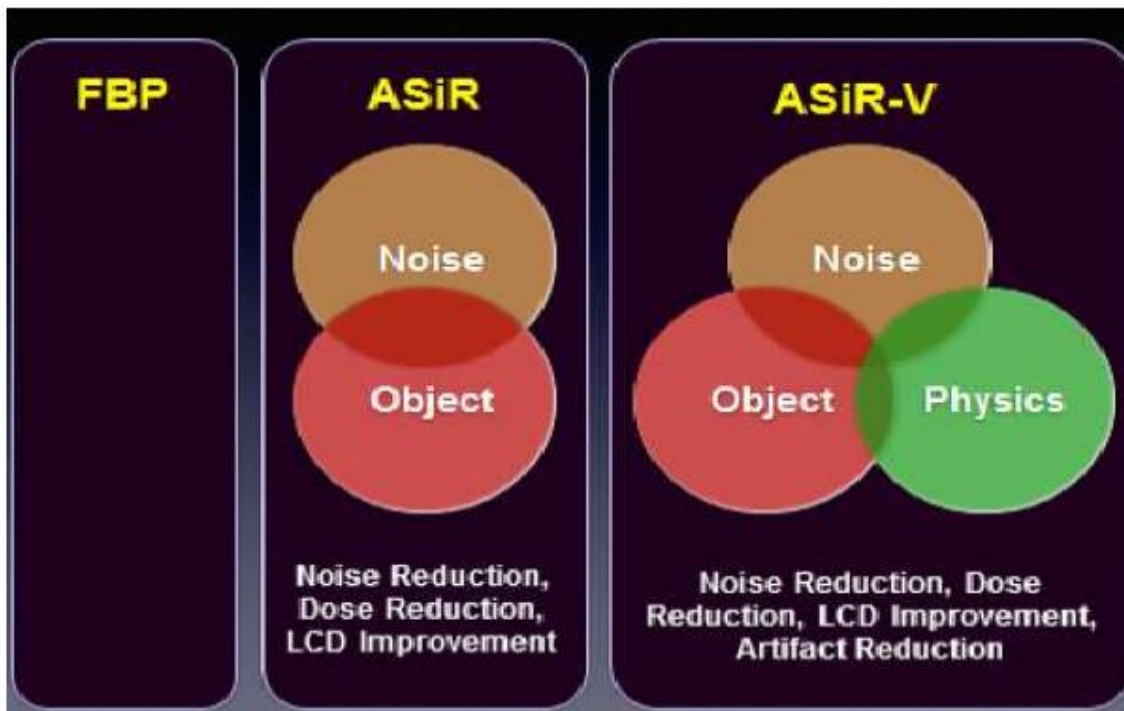 FBP
ASiR
Noise
Object
Noise Reduction,
Dose Reduction,
LCD Improvement
ASiR-V
Noise
Object
Physics
Noise Reduction, Dose
Reduction, LCD Improvement,
Artifact Reduction